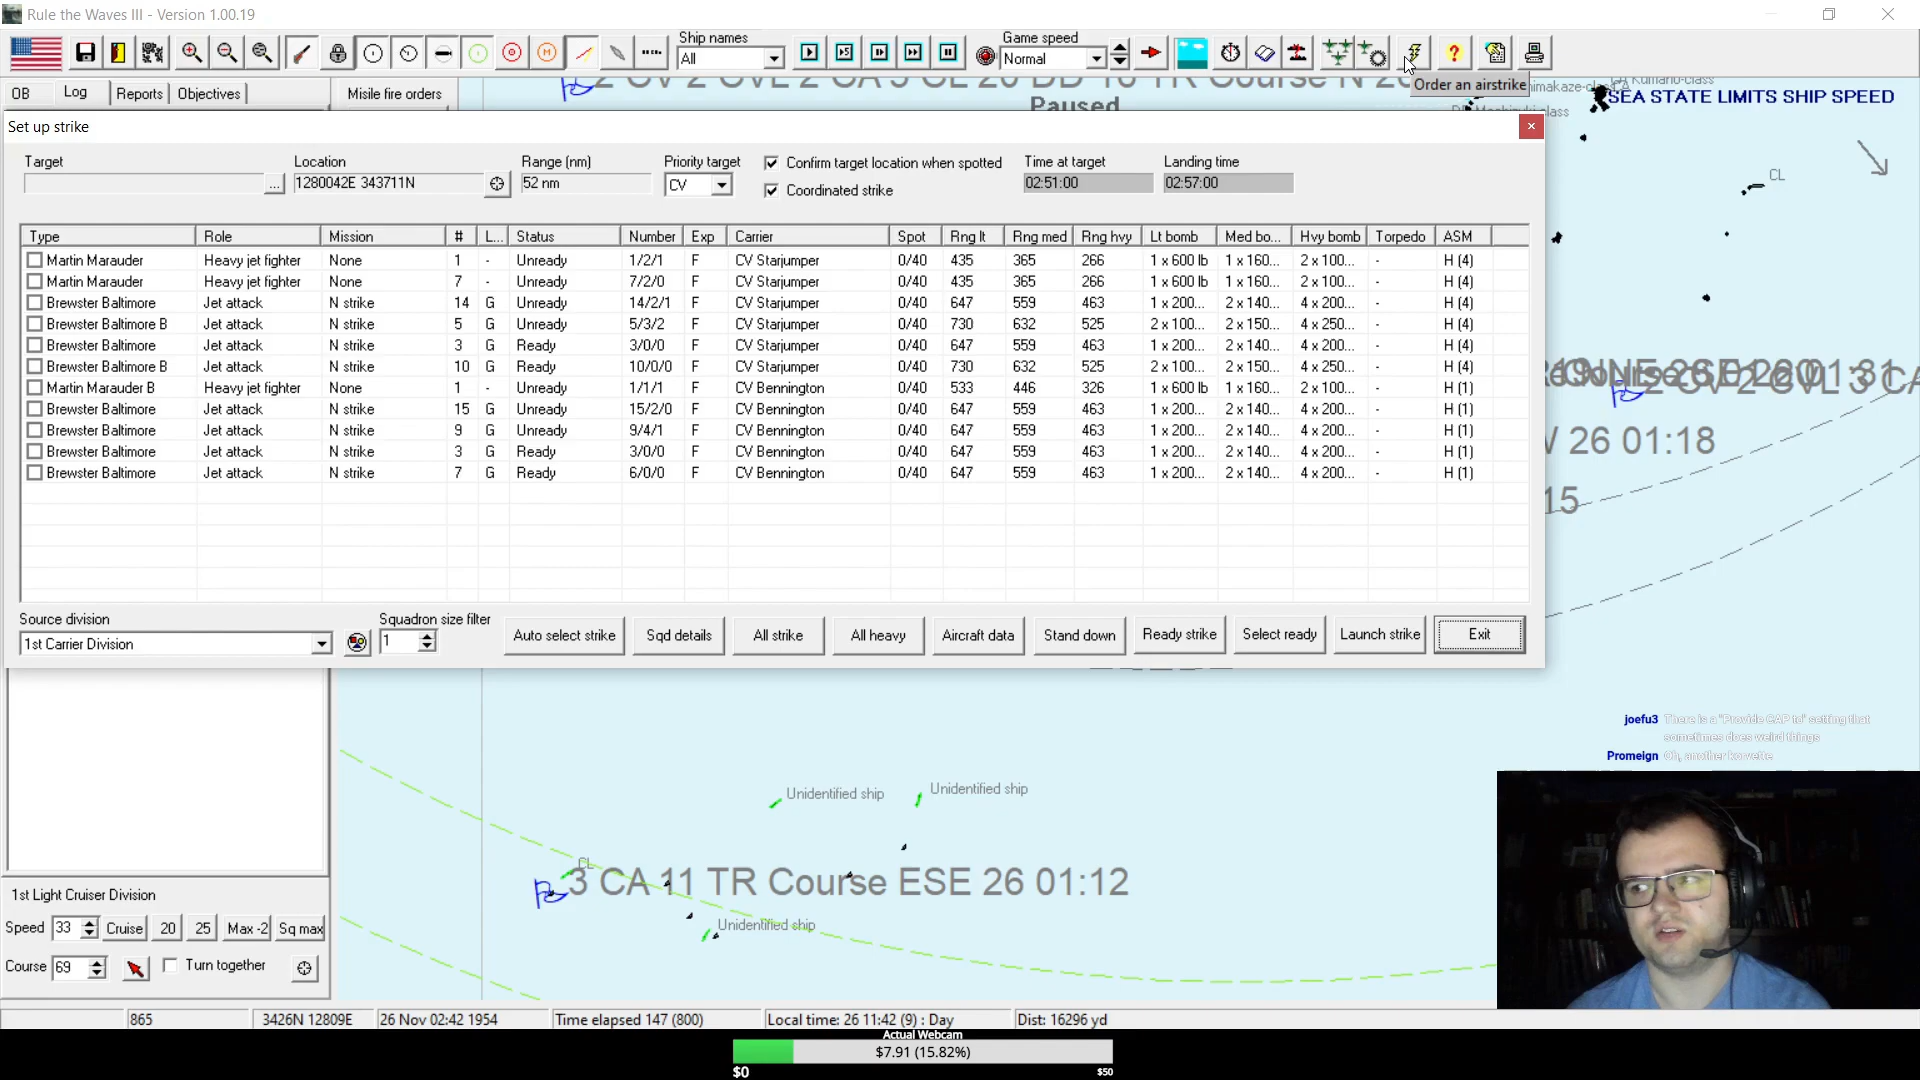 Rule the Waves III - Version 1.00.19
Ship names
All
Game speed
Normal
OB
Log
Reports
Objectives
Misile fire orders
Paused
Order an airstrike
SEA STATE LIMITS SHIP SPEED
Set up strike
Target
Location
Range (nm)
Priority target
Confirm target location when spotted
Time at target
Landing time
...
1280042E 343711N
52 nm
CV
Coordinated strike
02:51:00
02:57:00
CL
Type Role Mission # L... Status Number Exp Carrier Spot Rng lt Rng med Rng hvy Lt bomb Med bo... Hvy bomb Torpedo ASM
Martin Marauder Heavy jet fighter None 1 - Unready 1/2/1 F CV Starjumper 0/40 435 365 266 1 x 600 lb 1 x 160... 2 x 100... - H (4)
Martin Marauder Heavy jet fighter None 7 - Unready 7/2/0 F CV Starjumper 0/40 435 365 266 1 x 600 lb 1 x 160... 2 x 100... - H (4)
Brewster Baltimore Jet attack N strike 14 G Unready 14/2/1 F CV Starjumper 0/40 647 559 463 1 x 200... 2 x 140... 4 x 200... - H (4)
Brewster Baltimore B Jet attack N strike 5 G Unready 5/3/2 F CV Starjumper 0/40 730 632 525 2 x 100... 2 x 150... 4 x 250... - H (4)
Brewster Baltimore Jet attack N strike 3 G Ready 3/0/0 F CV Starjumper 0/40 647 559 463 1 x 200... 2 x 140... 4 x 200... - H (4)
Brewster Baltimore B Jet attack N strike 10 G Ready 10/0/0 F CV Starjumper 0/40 730 632 525 2 x 100... 2 x 150... 4 x 250... - H (4)
Martin Marauder B Heavy jet fighter None 1 - Unready 1/1/1 F CV Bennington 0/40 533 446 326 1 x 600 lb 1 x 160... 2 x 100... - H (1)
Brewster Baltimore Jet attack N strike 15 G Unready 15/2/0 F CV Bennington 0/40 647 559 463 1 x 200... 2 x 140... 4 x 200... - H (1)
Brewster Baltimore Jet attack N strike 9 G Unready 9/4/1 F CV Bennington 0/40 647 559 463 1 x 200... 2 x 140... 4 x 200... - H (1)
Brewster Baltimore Jet attack N strike 3 G Ready 3/0/0 F CV Bennington 0/40 647 559 463 1 x 200... 2 x 140... 4 x 200... - H (1)
Brewster Baltimore Jet attack N strike 7 G Ready 6/0/0 F CV Bennington 0/40 647 559 463 1 x 200... 2 x 140... 4 x 200... - H (1)
26 01:18
15
Source division
1st Carrier Division
Squadron size filter
1
Auto select strike
Sqd details
All strike
All heavy
Aircraft data
Stand down
Ready strike
Select ready
Launch strike
Exit
joefu3 There is a "Provide CAP to" setting that
sometimes does weird things
Promeign Oh, another korvette
Unidentified ship
Unidentified ship
CL
3 CA 11 TR Course ESE 26 01:12
Unidentified ship
1st Light Cruiser Division
Speed 33 Cruise 20 25 Max -2 Sq max
Course 69 Turn together
865
3426N 12809E
26 Nov 02:42 1954
Time elapsed 147 (800)
Local time: 26 11:42 (9) : Day
Dist: 16296 yd
Actual Webcam
$7.91 (15.82%)
$0
$50